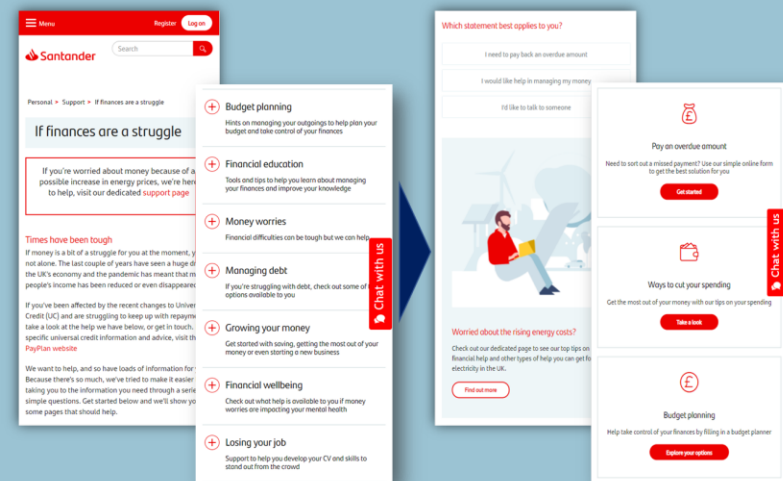 Menu
Register
Log on
Santander
Search
Personal > Support > If finances are a struggle
If finances are a struggle
If you're worried about money because of a
possible increase in energy prices, we're here
to help, visit our dedicated support page
Times have been tough
If money is a bit of a struggle for you at the moment,
not alone. The last couple of years have seen a huge
the UK's economy and the pandemic has meant that
people's income has been reduced or even disappeared
If you've been affected by the recent changes to
Credit (UC) and are struggling to keep up with
take a look at the help we have below, or get in touch.
specific universal credit information and advice, visit
PayPlan website
We want to help, and so have loads of information for
Because there's so much, we've tried to make it easier
taking you to the information you need through a
simple questions. Get started below and we'll show
some pages that should help.
Budget planning
Hints on managing your outgoings to help plan your
budget and take control of your finances
Financial education
Tools and tips to help you learn about managing
your finances and improve your knowledge
Money worries
Financial difficulties can be tough but we can help
Managing debt
If you're struggling with debt, check out some of
options available to you
Growing your money
Get started with saving, getting the most out of your
money or even starting a new business
Financial wellbeing
Check out what help is available to you if money
worries are impacting your mental health
Losing your job
Support to help you develop your CV and skills to
stand out from the crowd
Chat with us
Which statement best applies to you?
I need to pay back an overdue amount
I would like help in managing my money
I'd like to talk to someone
Worried about the rising energy costs?
Check out our dedicated page to see our top tips on
financial help and other types of help you can get
electricity in the UK.
Find out more
Pay an overdue amount
Need to sort out a missed payment? Use our simple online form
to get the best solution for you
Get started
Ways to cut your spending
Get the most out of your money with our tips on your spending
Take a look
Budget planning
Help take control of your finances by filling in a budget planner
Explore your options
Chat with us